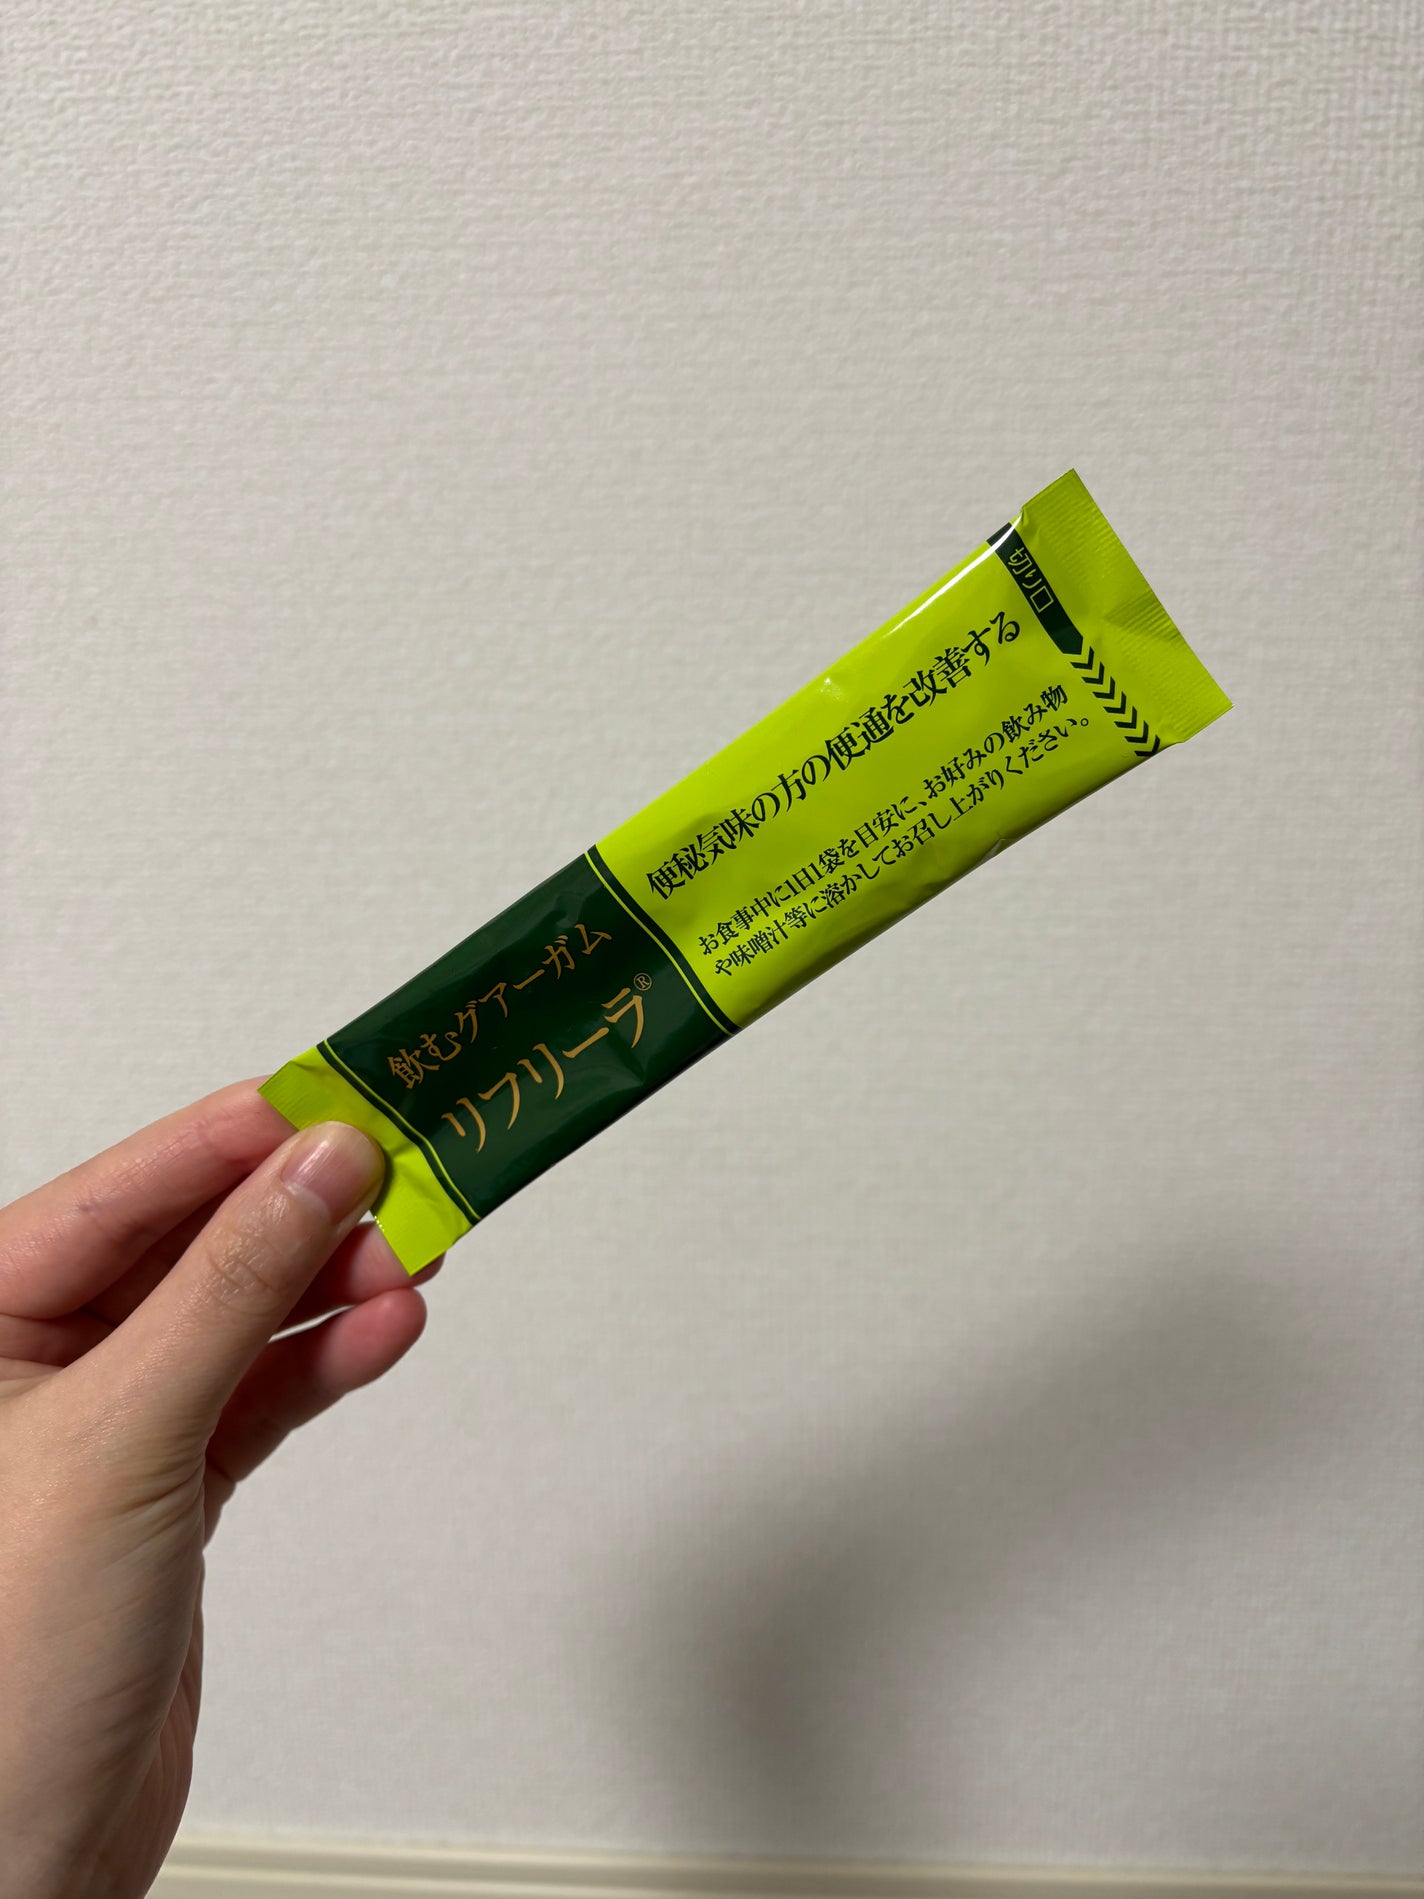 飲むグアーガム
リフリーラ®
便秘気味の方の便通を改善する
お食事中に1日1袋を目安に、お好みの飲み物
や味噌汁等に溶かしてお召し上がりください。
切り口